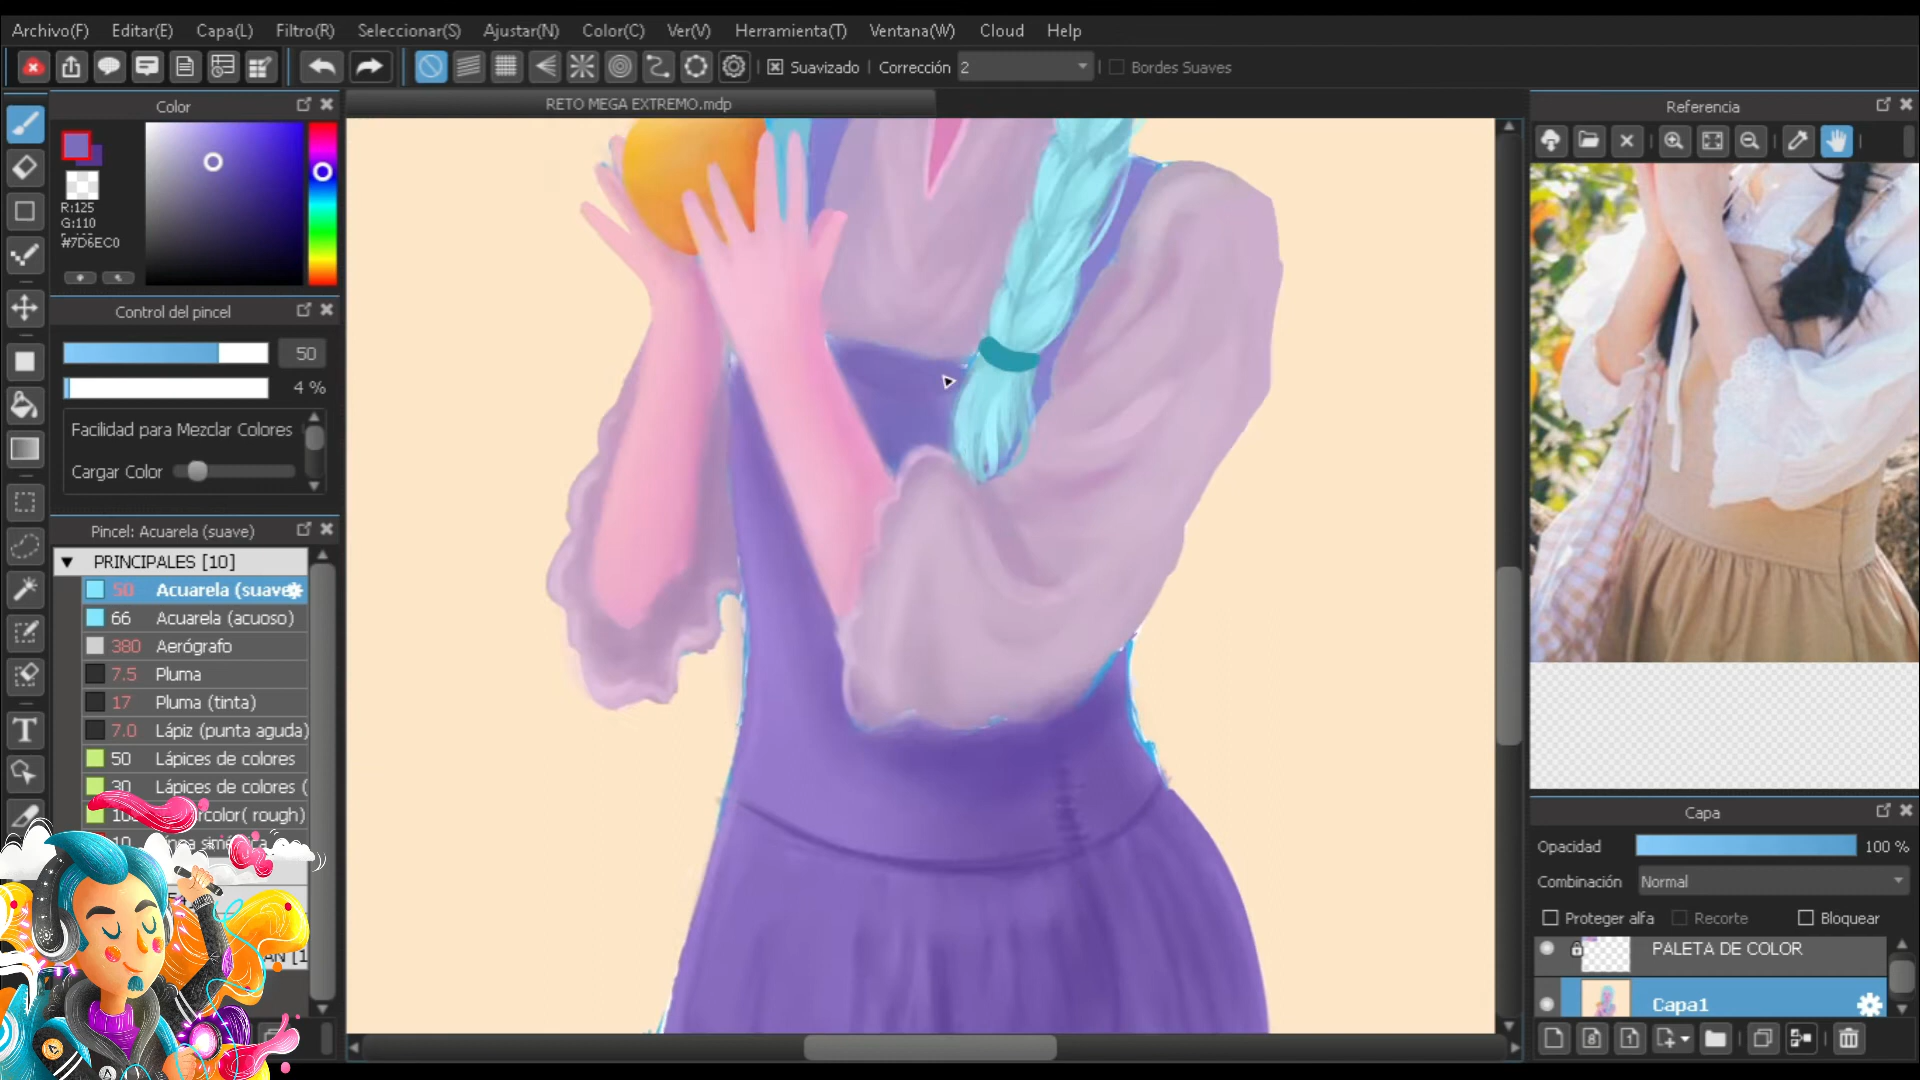 Archivo(F) Editar(E) Capa(L) Filtro(R) Seleccionar(S) Ajustar(N) Color(C) Ver(V) Herramienta(T) Ventana(W) Cloud Help
Suavizado Corrección 2 Bordes Suaves
Color
RETO MEGA EXTREMO.mdp
Referencia
R:125
G:110
#7D6EC0
Control del pincel
50
4 %
Facilidad para Mezclar Colores
Cargar Color
Pincel: Acuarela (suave)
PRINCIPALES [10]
50 Acuarela (suave
66 Acuarela (acuoso)
380 Aerógrafo
7.5 Pluma
17 Pluma (tinta)
7.0 Lápiz (punta aguda)
50 Lápices de colores
30 Lápices de colores (
rcolor( rough)
10
Capa
Opacidad 100 %
Combinación Normal
Proteger alfa Recorte Bloquear
PALETA DE COLOR
Capa1